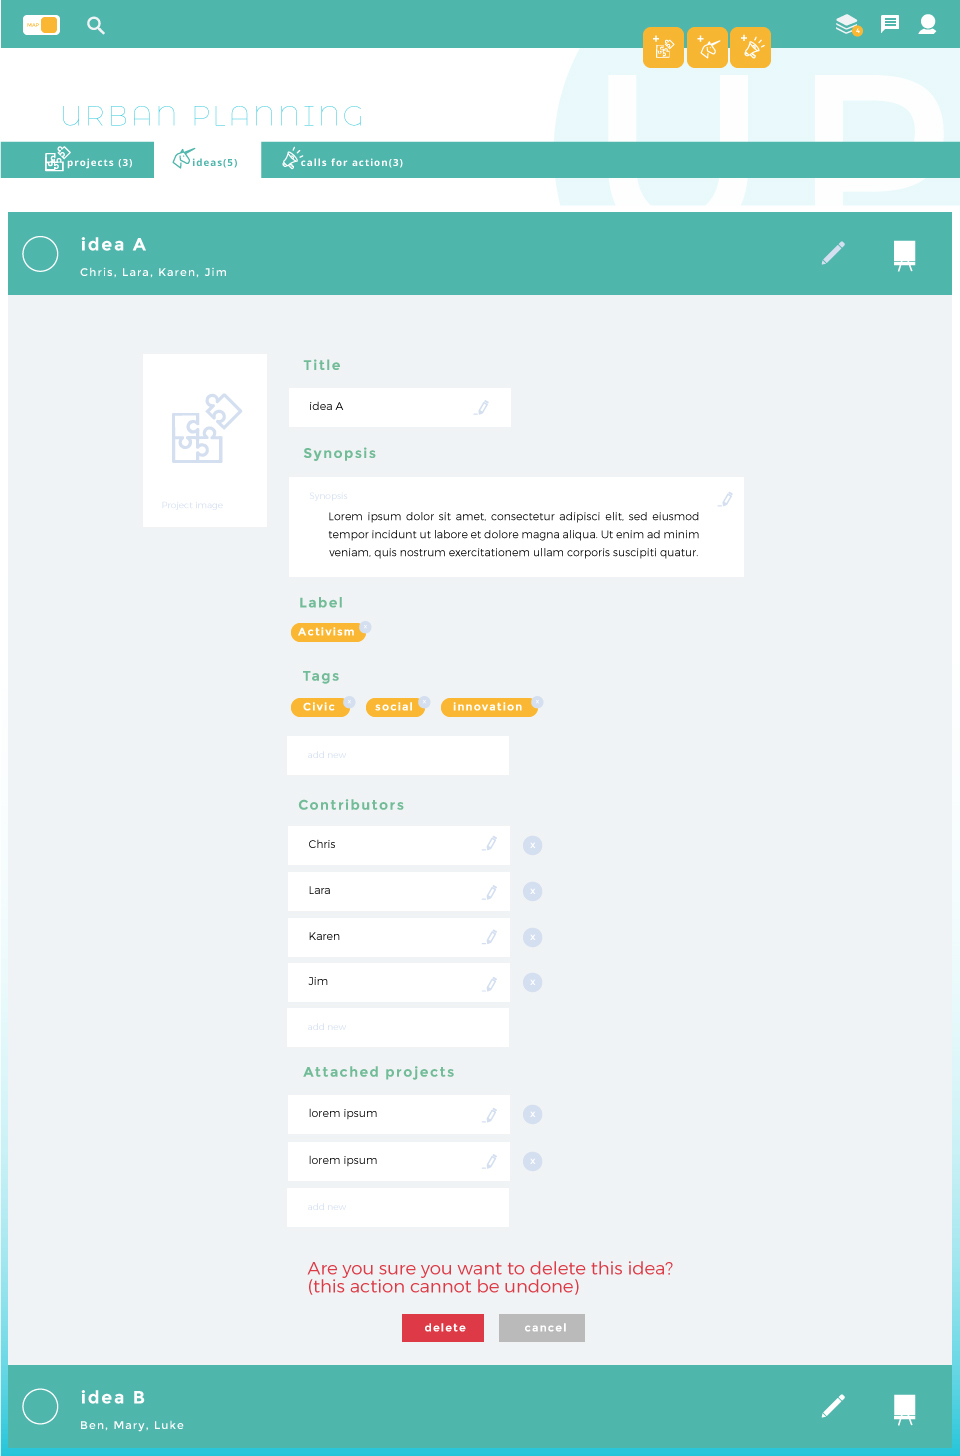 MAP
URBAN PLANNING
UP
projects (3)
ideas(5)
calls for action(3)
idea A
Chris, Lara, Karen, Jim
Title
idea A
Synopsis
Synopsis
Lorem ipsum dolor sit amet, consectetur adipisci elit, sed eiusmod
tempor incidunt ut labore et dolore magna aliqua. Ut enim ad minim
veniam, quis nostrum exercitationem ullam corporis suscipiti quatur.
Project image
Label
Activism
Tags
Civic
social
innovation
add new
Contributors
Chris
x
Lara
x
Karen
x
Jim
x
add new
Attached projects
lorem ipsum
x
lorem ipsum
x
add new
Are you sure you want to delete this idea?
(this action cannot be undone)
delete
cancel
idea B
Ben, Mary, Luke